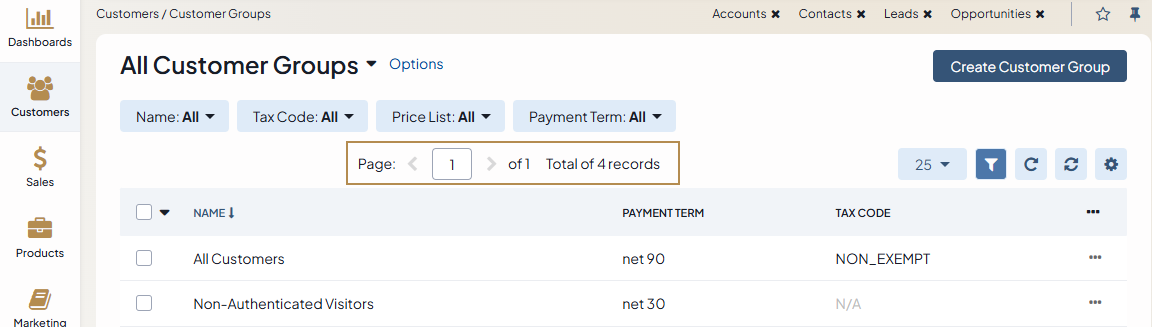 Customers / Customer Groups
Accounts ✖ Contacts ✖ Leads ✖ Opportunities ✖
Dashboards
Customers
Sales
Products
Marketing
All Customer Groups Options
Create Customer Group
Name: All Tax Code: All Price List: All Payment Term: All
Page: 1 of 1 Total of 4 records
25
NAME PAYMENT TERM TAX CODE
All Customers net 90 NON_EXEMPT
Non-Authenticated Visitors net 30 N/A